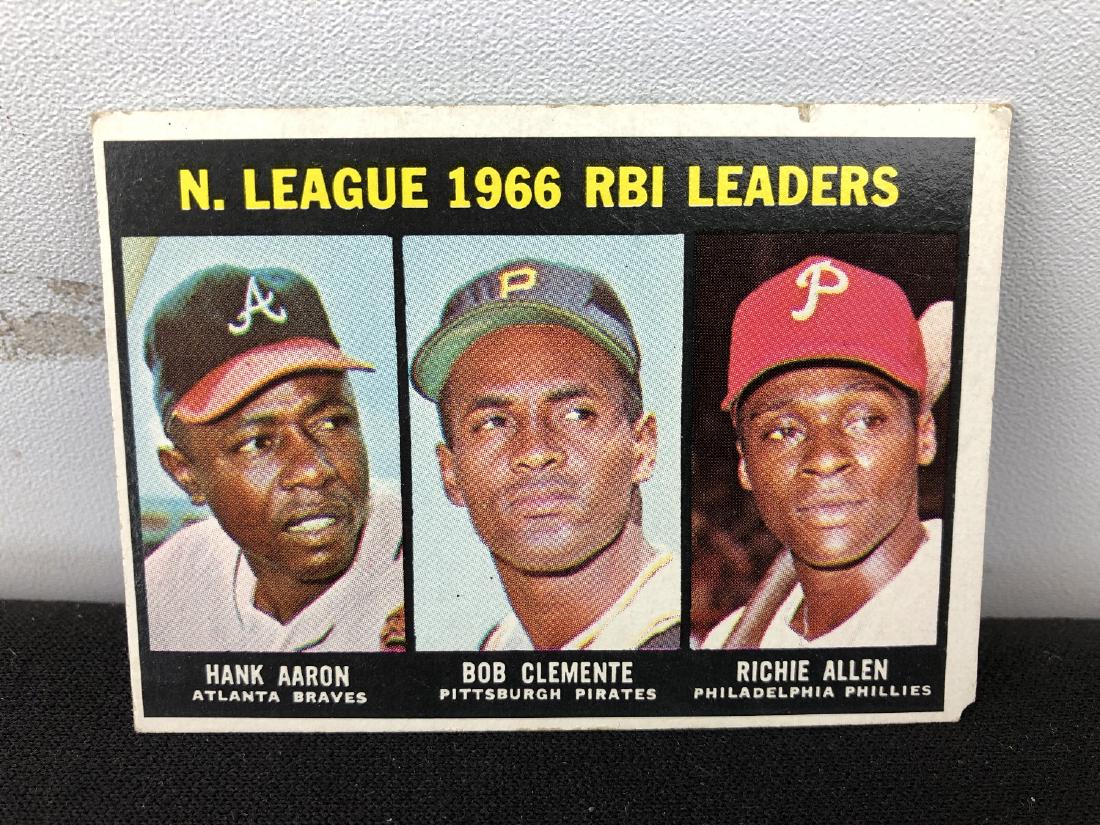 N. LEAGUE 1966 RBI LEADERS
A
P
P
HANK AARON
ATLANTA BRAVES
BOB CLEMENTE
PITTSBURGH PIRATES
RICHIE ALLEN
PHILADELPHIA PHILLIES